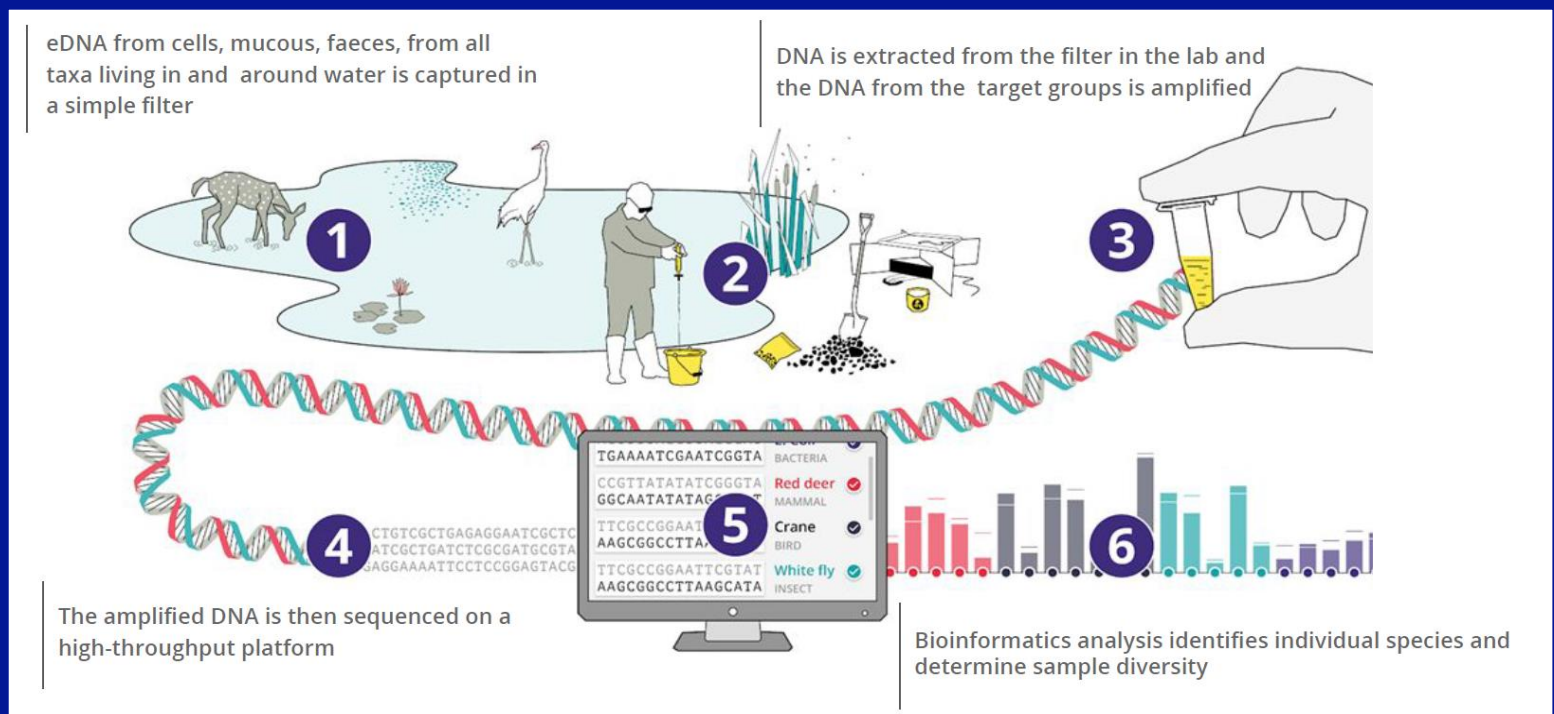 eDNA from cells, mucous, faeces, from all
taxa living in and around water is captured in
a simple filter
DNA is extracted from the filter in the lab and
the DNA from the target groups is amplified
1
2
3
4
CTGTCGCTGAGAGGAATCGCTC
ATCGCTGATCTCGCGATGCGTA
GAGGAAAATTCCTCCGGAGTACG
5
TGAAAATCGAATCGGTA
BACTERIA
CCGTTATATATCGGGTA
Red deer
GGCAATATATAG
MAMMAL
TTCGCCGGAAT
Crane
AAGCGGCCTTA
BIRD
TTCGCCGGAATTCGTAT
White fly
AAGCGGCCTTAAGCATA
INSECT
6
The amplified DNA is then sequenced on a
high-throughput platform
Bioinformatics analysis identifies individual species and
determine sample diversity